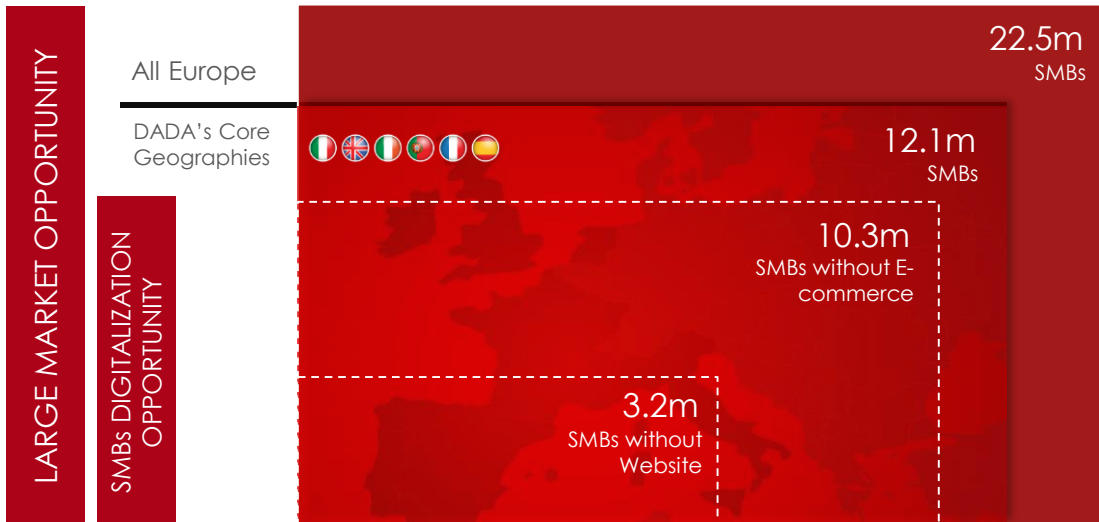 LARGE MARKET OPPORTUNITY
All Europe
22.5m
SMBs
DADA's Core
Geographies
12.1m
SMBs
SMBs DIGITALIZATION
OPPORTUNITY
10.3m
SMBs without E-
commerce
3.2m
SMBs without
Website